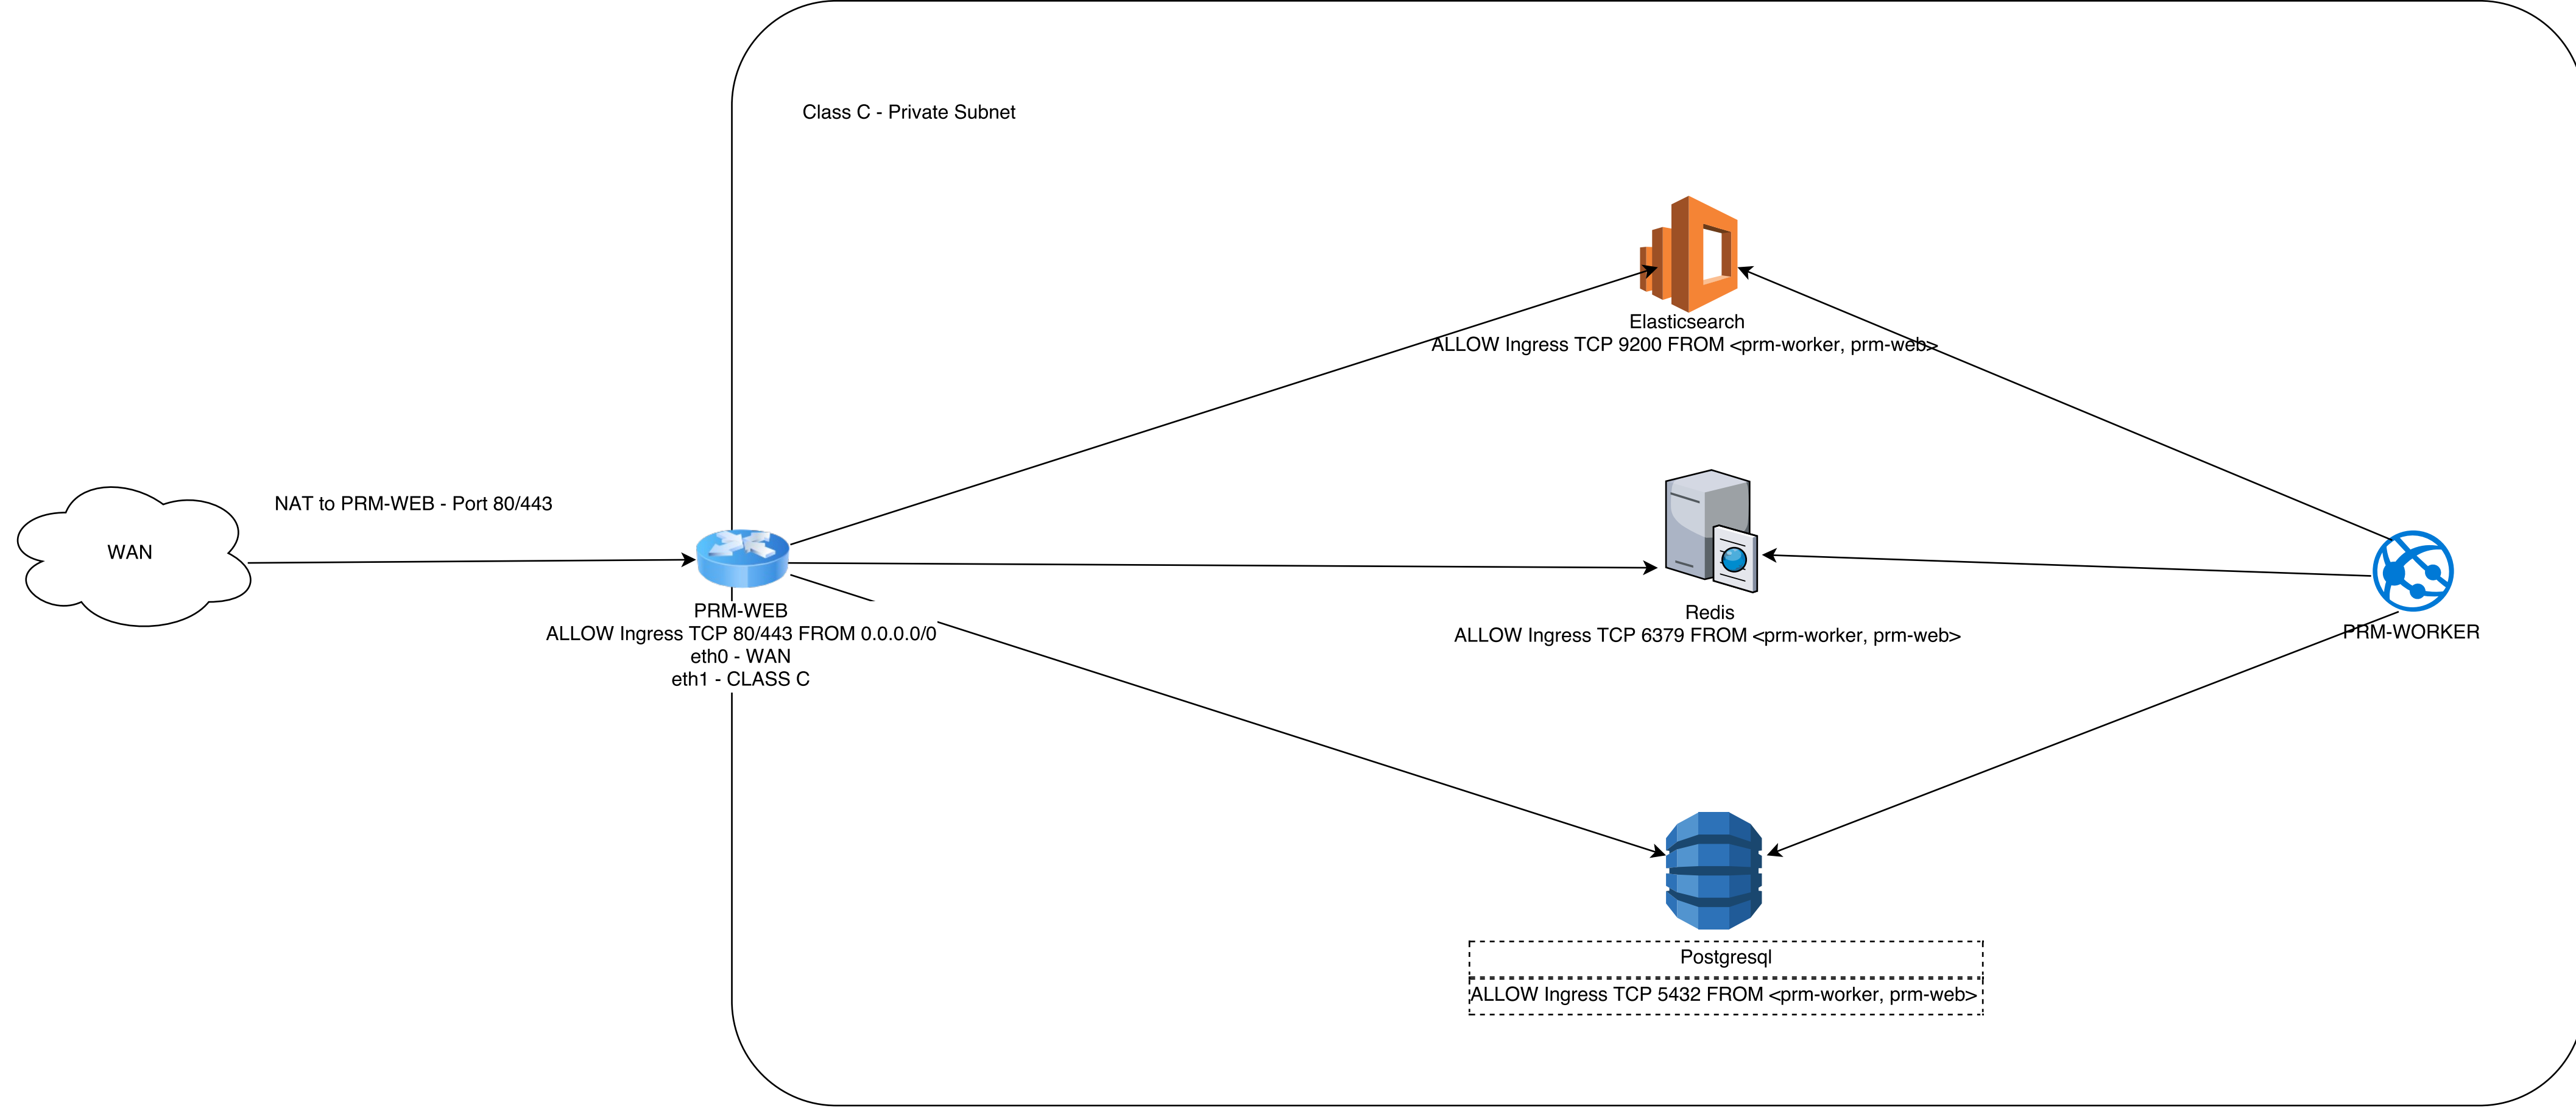 Class C - Private Subnet
Elasticsearch
ALLOW Ingress TCP 9200 FROM <prm-worker, prm-web>
NAT to PRM-WEB - Port 80/443
WAN
PRM-WEB
ALLOW Ingress TCP 80/443 FROM 0.0.0.0/0
eth0 - WAN
eth1 - CLASS C
Redis
ALLOW Ingress TCP 6379 FROM <prm-worker, prm-web>
PRM-WORKER
Postgresql
ALLOW Ingress TCP 5432 FROM <prm-worker, prm-web>